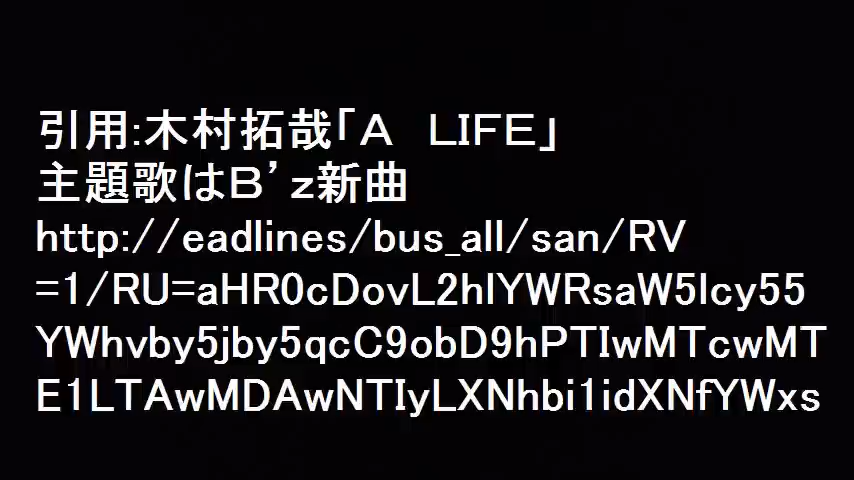 引用:木村拓哉「Ａ　ＬＩＦＥ」
主題歌はＢ’ｚ新曲
http://eadlines/bus_all/san/RV
=1/RU=aHR0cDovL2hlYWRsaW5lcy55
YWhvby5jby5qcC9obD9hPTIwMTcwMT
E1LTAwMDAwNTIyLXNhbi1idXNfYWxs